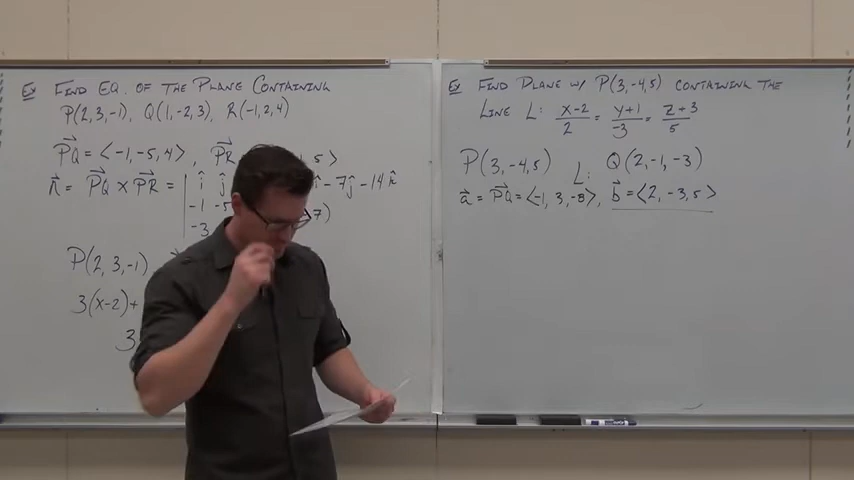 Ex Find Eq. of the Plane Containing
P(2,3,-1), Q(1,-2,3), R(-1,2,4)
PQ = <-1,-5,4>, PR 5>
n = PQ x PR = | i j i - 7j - 14k
-1 -5 7)
-3
P(2,3,-1)
3(x-2)+
3
Ex Find Plane w/ P(3,-4,5) containing the
Line L: x-2/2 = y+1/-3 = z+3/5
P(3,-4,5) L: Q(2,-1,-3)
a = PQ = <-1, 3, -8>, b = <2, -3, 5>